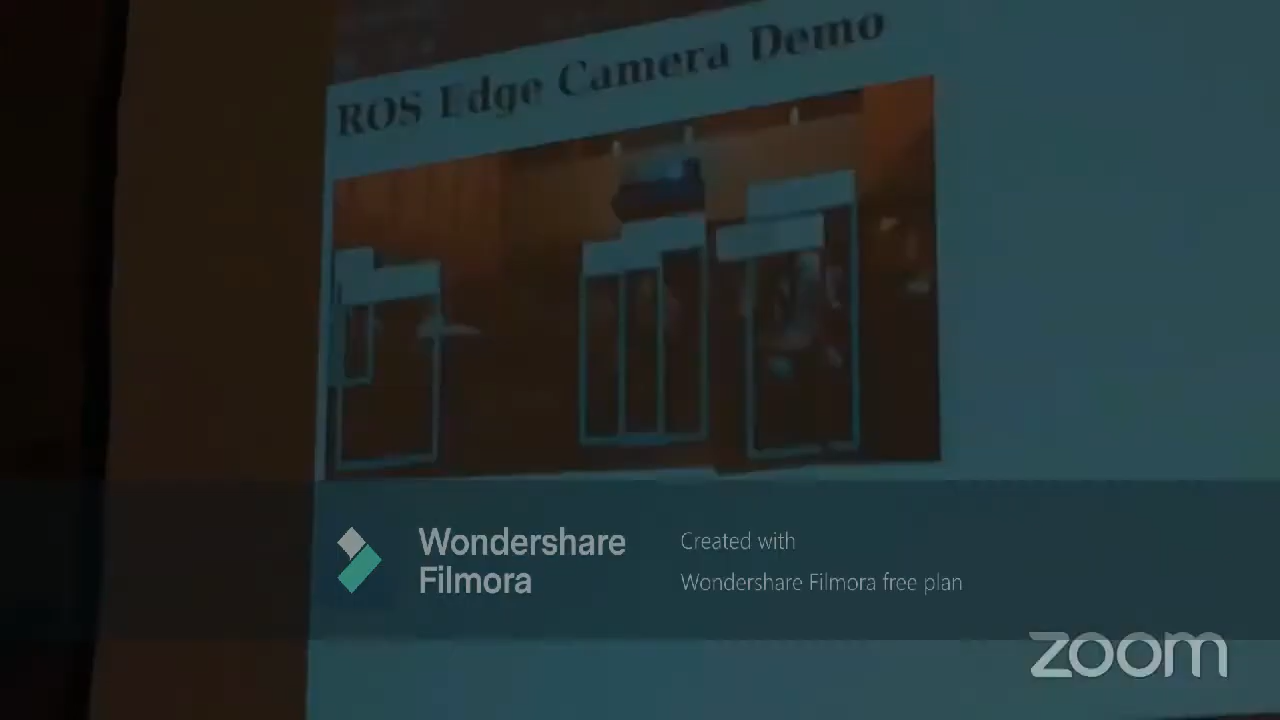 ROS Edge Camera Demo
Wondershare
Filmora
Created with
Wondershare Filmora free plan
zoom